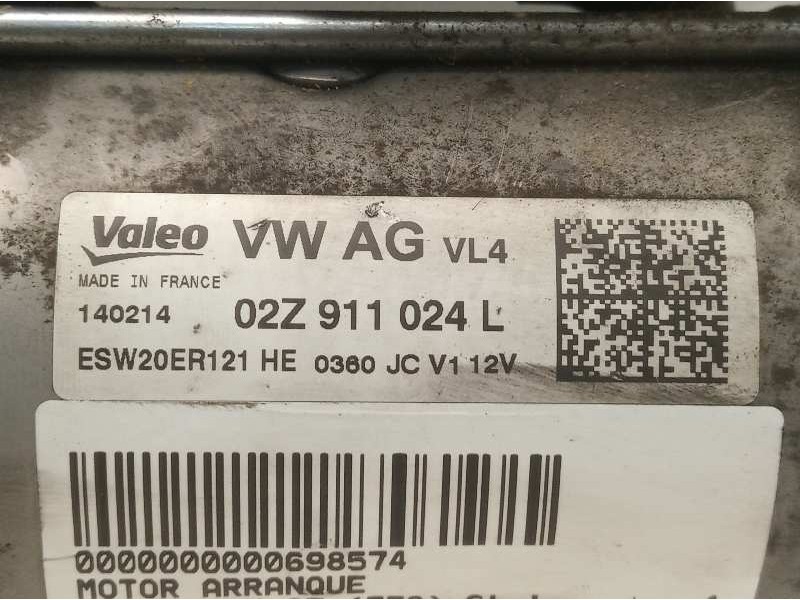 Valeo VW AG VL4
MADE IN FRANCE
140214 02Z 911 024 L
ESW20ER121 HE 0360 JC V1 12V
0000000000698574
MOTOR ARRANQUE